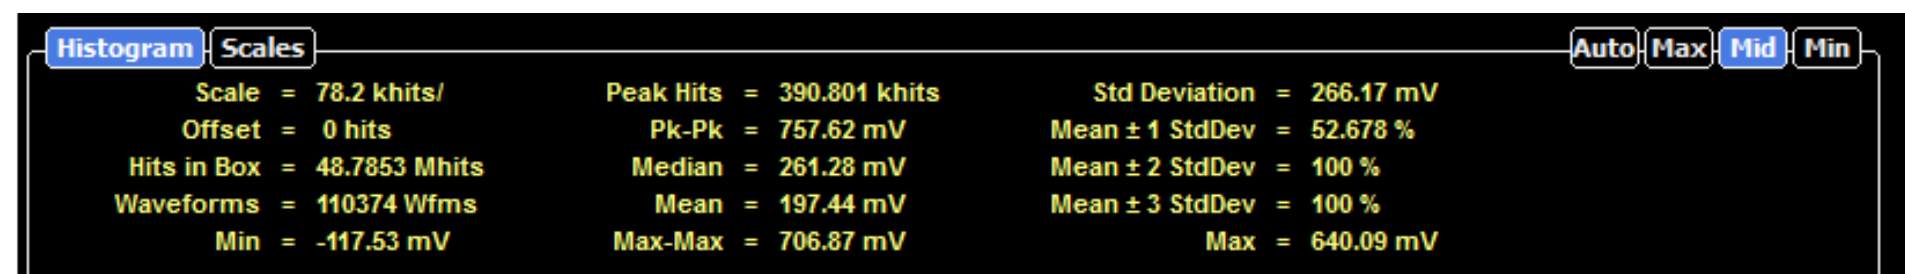 Histogram Scales Auto Max Mid Min
Scale = 78.2 khits/ Peak Hits = 390.801 khits Std Deviation = 266.17 mV
Offset = 0 hits Pk-Pk = 757.62 mV Mean ± 1 StdDev = 52.678 %
Hits in Box = 48.7853 Mhits Median = 261.28 mV Mean ± 2 StdDev = 100 %
Waveforms = 110374 Wfms Mean = 197.44 mV Mean ± 3 StdDev = 100 %
Min = -117.53 mV Max-Max = 706.87 mV Max = 640.09 mV